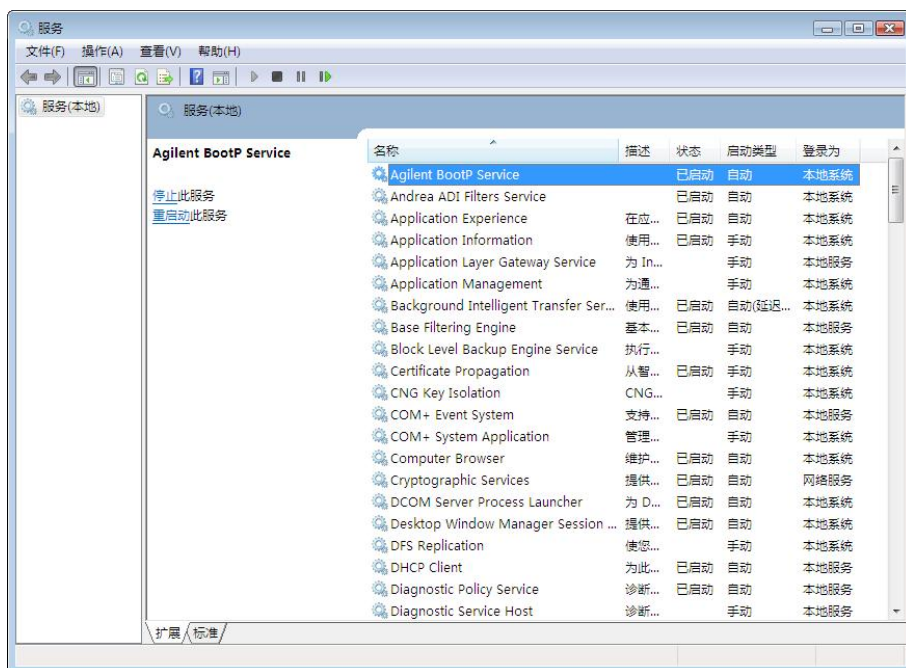 服务
文件(F) 操作(A) 查看(V) 帮助(H)
服务(本地) 服务(本地)
Agilent BootP Service
停止此服务
重启动此服务
名称 描述 状态 启动类型 登录为
Agilent BootP Service 已启动 自动 本地系统
Andrea ADI Filters Service 已启动 自动 本地系统
Application Experience 在应... 已启动 自动 本地系统
Application Information 使用... 已启动 手动 本地系统
Application Layer Gateway Service 为 In... 手动 本地服务
Application Management 为通... 手动 本地系统
Background Intelligent Transfer Ser... 使用... 已启动 自动(延迟... 本地系统
Base Filtering Engine 基本... 已启动 自动 本地服务
Block Level Backup Engine Service 执行... 手动 本地系统
Certificate Propagation 从智... 已启动 手动 本地系统
CNG Key Isolation CNG... 手动 本地系统
COM+ Event System 支持... 已启动 自动 本地服务
COM+ System Application 管理... 手动 本地系统
Computer Browser 维护... 已启动 自动 本地系统
Cryptographic Services 提供... 已启动 自动 网络服务
DCOM Server Process Launcher 为 D... 已启动 自动 本地系统
Desktop Window Manager Session ... 提供... 已启动 自动 本地系统
DFS Replication 使您... 手动 本地系统
DHCP Client 为此... 已启动 自动 本地服务
Diagnostic Policy Service 诊断... 已启动 自动 本地服务
Diagnostic Service Host 诊断... 手动 本地服务
扩展 标准